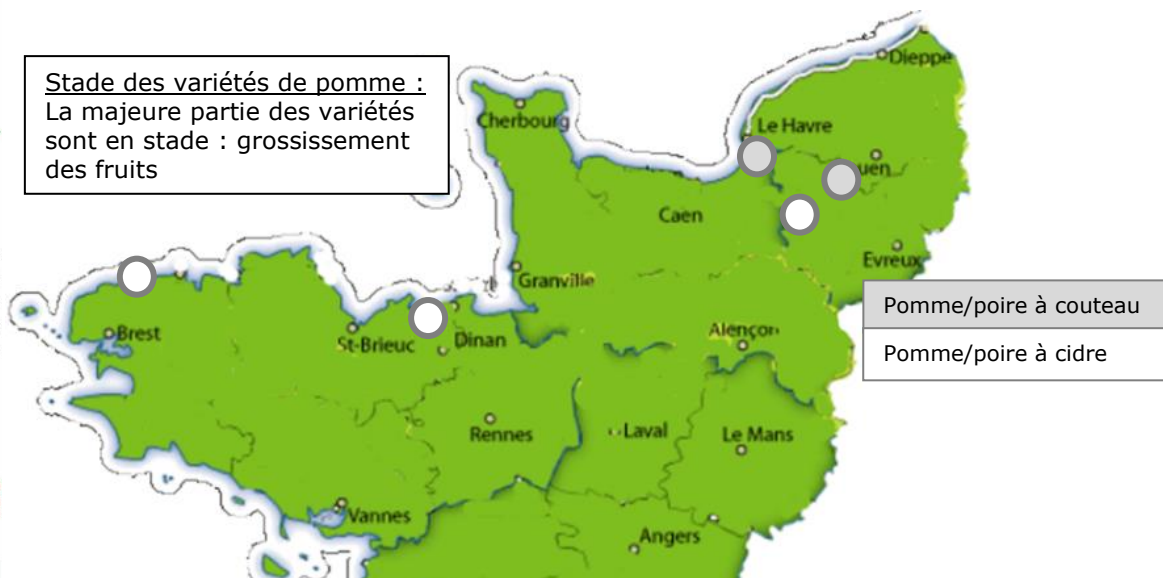 Stade des variétés de pomme :
La majeure partie des variétés
sont en stade : grossissement
des fruits
Dieppe
Cherbourg
Le Havre
uen
Caen
Evreux
Granville
Pomme/poire à couteau
Brest
St-Brieuc
Dinan
Alençon
Pomme/poire à cidre
Rennes
Laval
Le Mans
Vannes
Angers